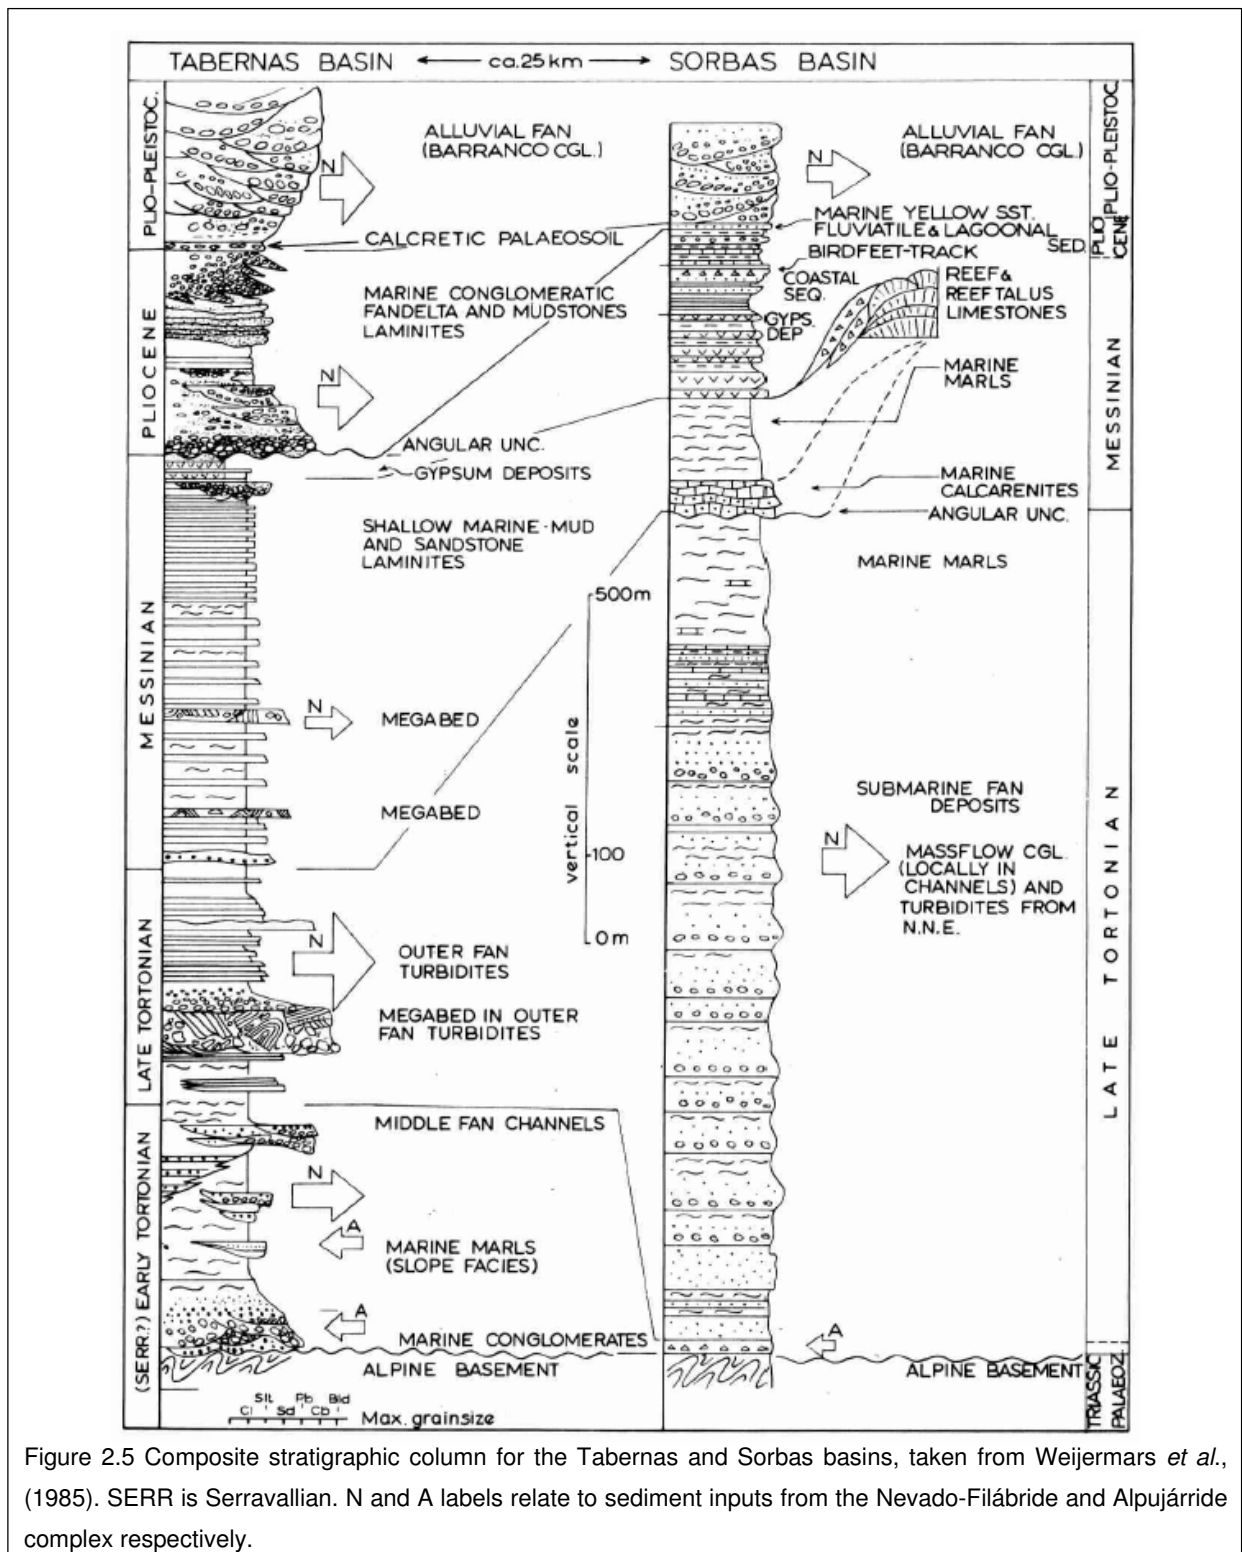 TABERNAS BASIN ca.25km SORBAS BASIN
PLIO-PLEISTOC.
PLIOCENE
MESSINIAN
LATE TORTONIAN
(SERR.?) EARLY TORTONIAN
N
ALLUVIAL FAN
(BARRANCO CGL.)
CALCRETIC PALAEOSOIL
MARINE CONGLOMERATIC
FANDELTA AND MUDSTONES
LAMINITES
N
ANGULAR UNC.
GYPSUM DEPOSITS
SHALLOW MARINE-MUD
AND SANDSTONE
LAMINITES
N
MEGABED
MEGABED
N
OUTER FAN
TURBIDITES
MEGABED IN OUTER
FAN TURBIDITES
MIDDLE FAN CHANNELS
N
A
MARINE MARLS
(SLOPE FACIES)
A
MARINE CONGLOMERATES
ALPINE BASEMENT
Slt Pb Bld
Cl Sd Cb
Max. grainsize
500m
100
0m
vertical scale
N
ALLUVIAL FAN
(BARRANCO CGL.)
MARINE YELLOW SST.
FLUVIATILE & LAGOONAL
SED.
BIRDFEET-TRACK
COASTAL
SEQ.
REEF &
REEF TALUS
LIMESTONES
GYPS.
DEP
MARINE
MARLS
MARINE
CALCARENITES
ANGULAR UNC.
MARINE MARLS
SUBMARINE FAN
DEPOSITS
N
MASSFLOW CGL.
(LOCALLY IN
CHANNELS) AND
TURBIDITES FROM
N.N.E.
A
ALPINE BASEMENT
PLIO-PLEISTOC.
PLIO
CENE
MESSINIAN
LATE TORTONIAN
TRIASSIC
PALAEOZ.
Figure 2.5 Composite stratigraphic column for the Tabernas and Sorbas basins, taken from Weijermars et al.,
(1985). SERR is Serravallian. N and A labels relate to sediment inputs from the Nevado-Filábride and Alpujárride
complex respectively.